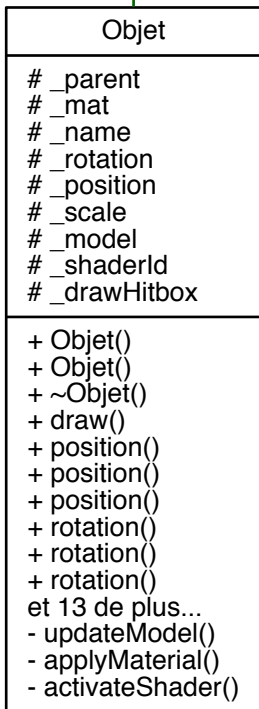 Objet
# _parent
# _mat
# _name
# _rotation
# _position
# _scale
# _model
# _shaderId
# _drawHitbox
+ Objet()
+ Objet()
+ ~Objet()
+ draw()
+ position()
+ position()
+ position()
+ rotation()
+ rotation()
+ rotation()
et 13 de plus...
- updateModel()
- applyMaterial()
- activateShader()